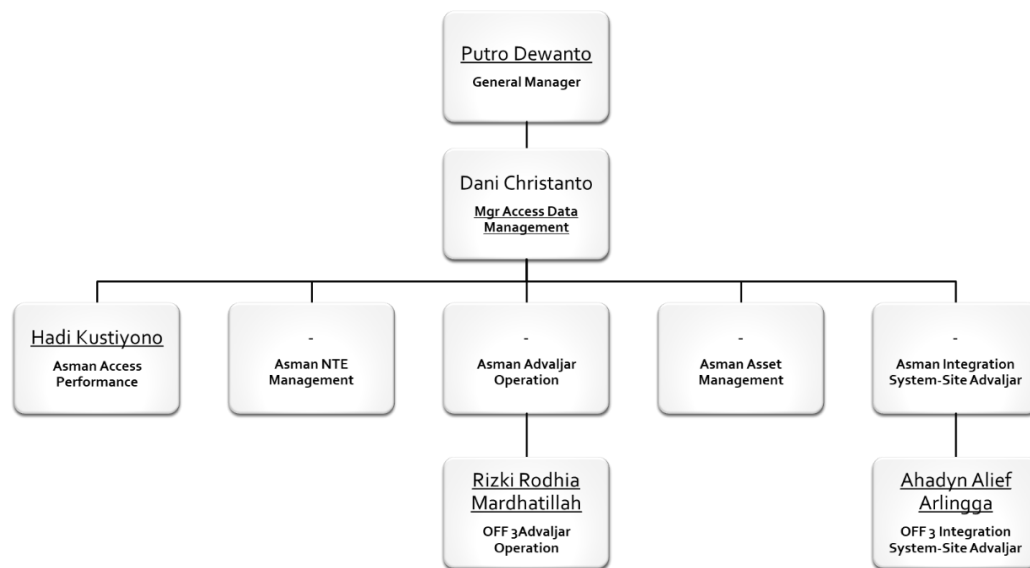 Putro Dewanto
General Manager
Dani Christanto
Mgr Access Data
Management
Hadi Kustiyono
Asman Access
Performance
-
Asman NTE
Management
-
Asman Advaljar
Operation
-
Asman Asset
Management
-
Asman Integration
System-Site Advaljar
Rizki Rodhia
Mardhatillah
OFF 3Advaljar
Operation
Ahadyn Alief
Arlingga
OFF 3 Integration
System-Site Advaljar